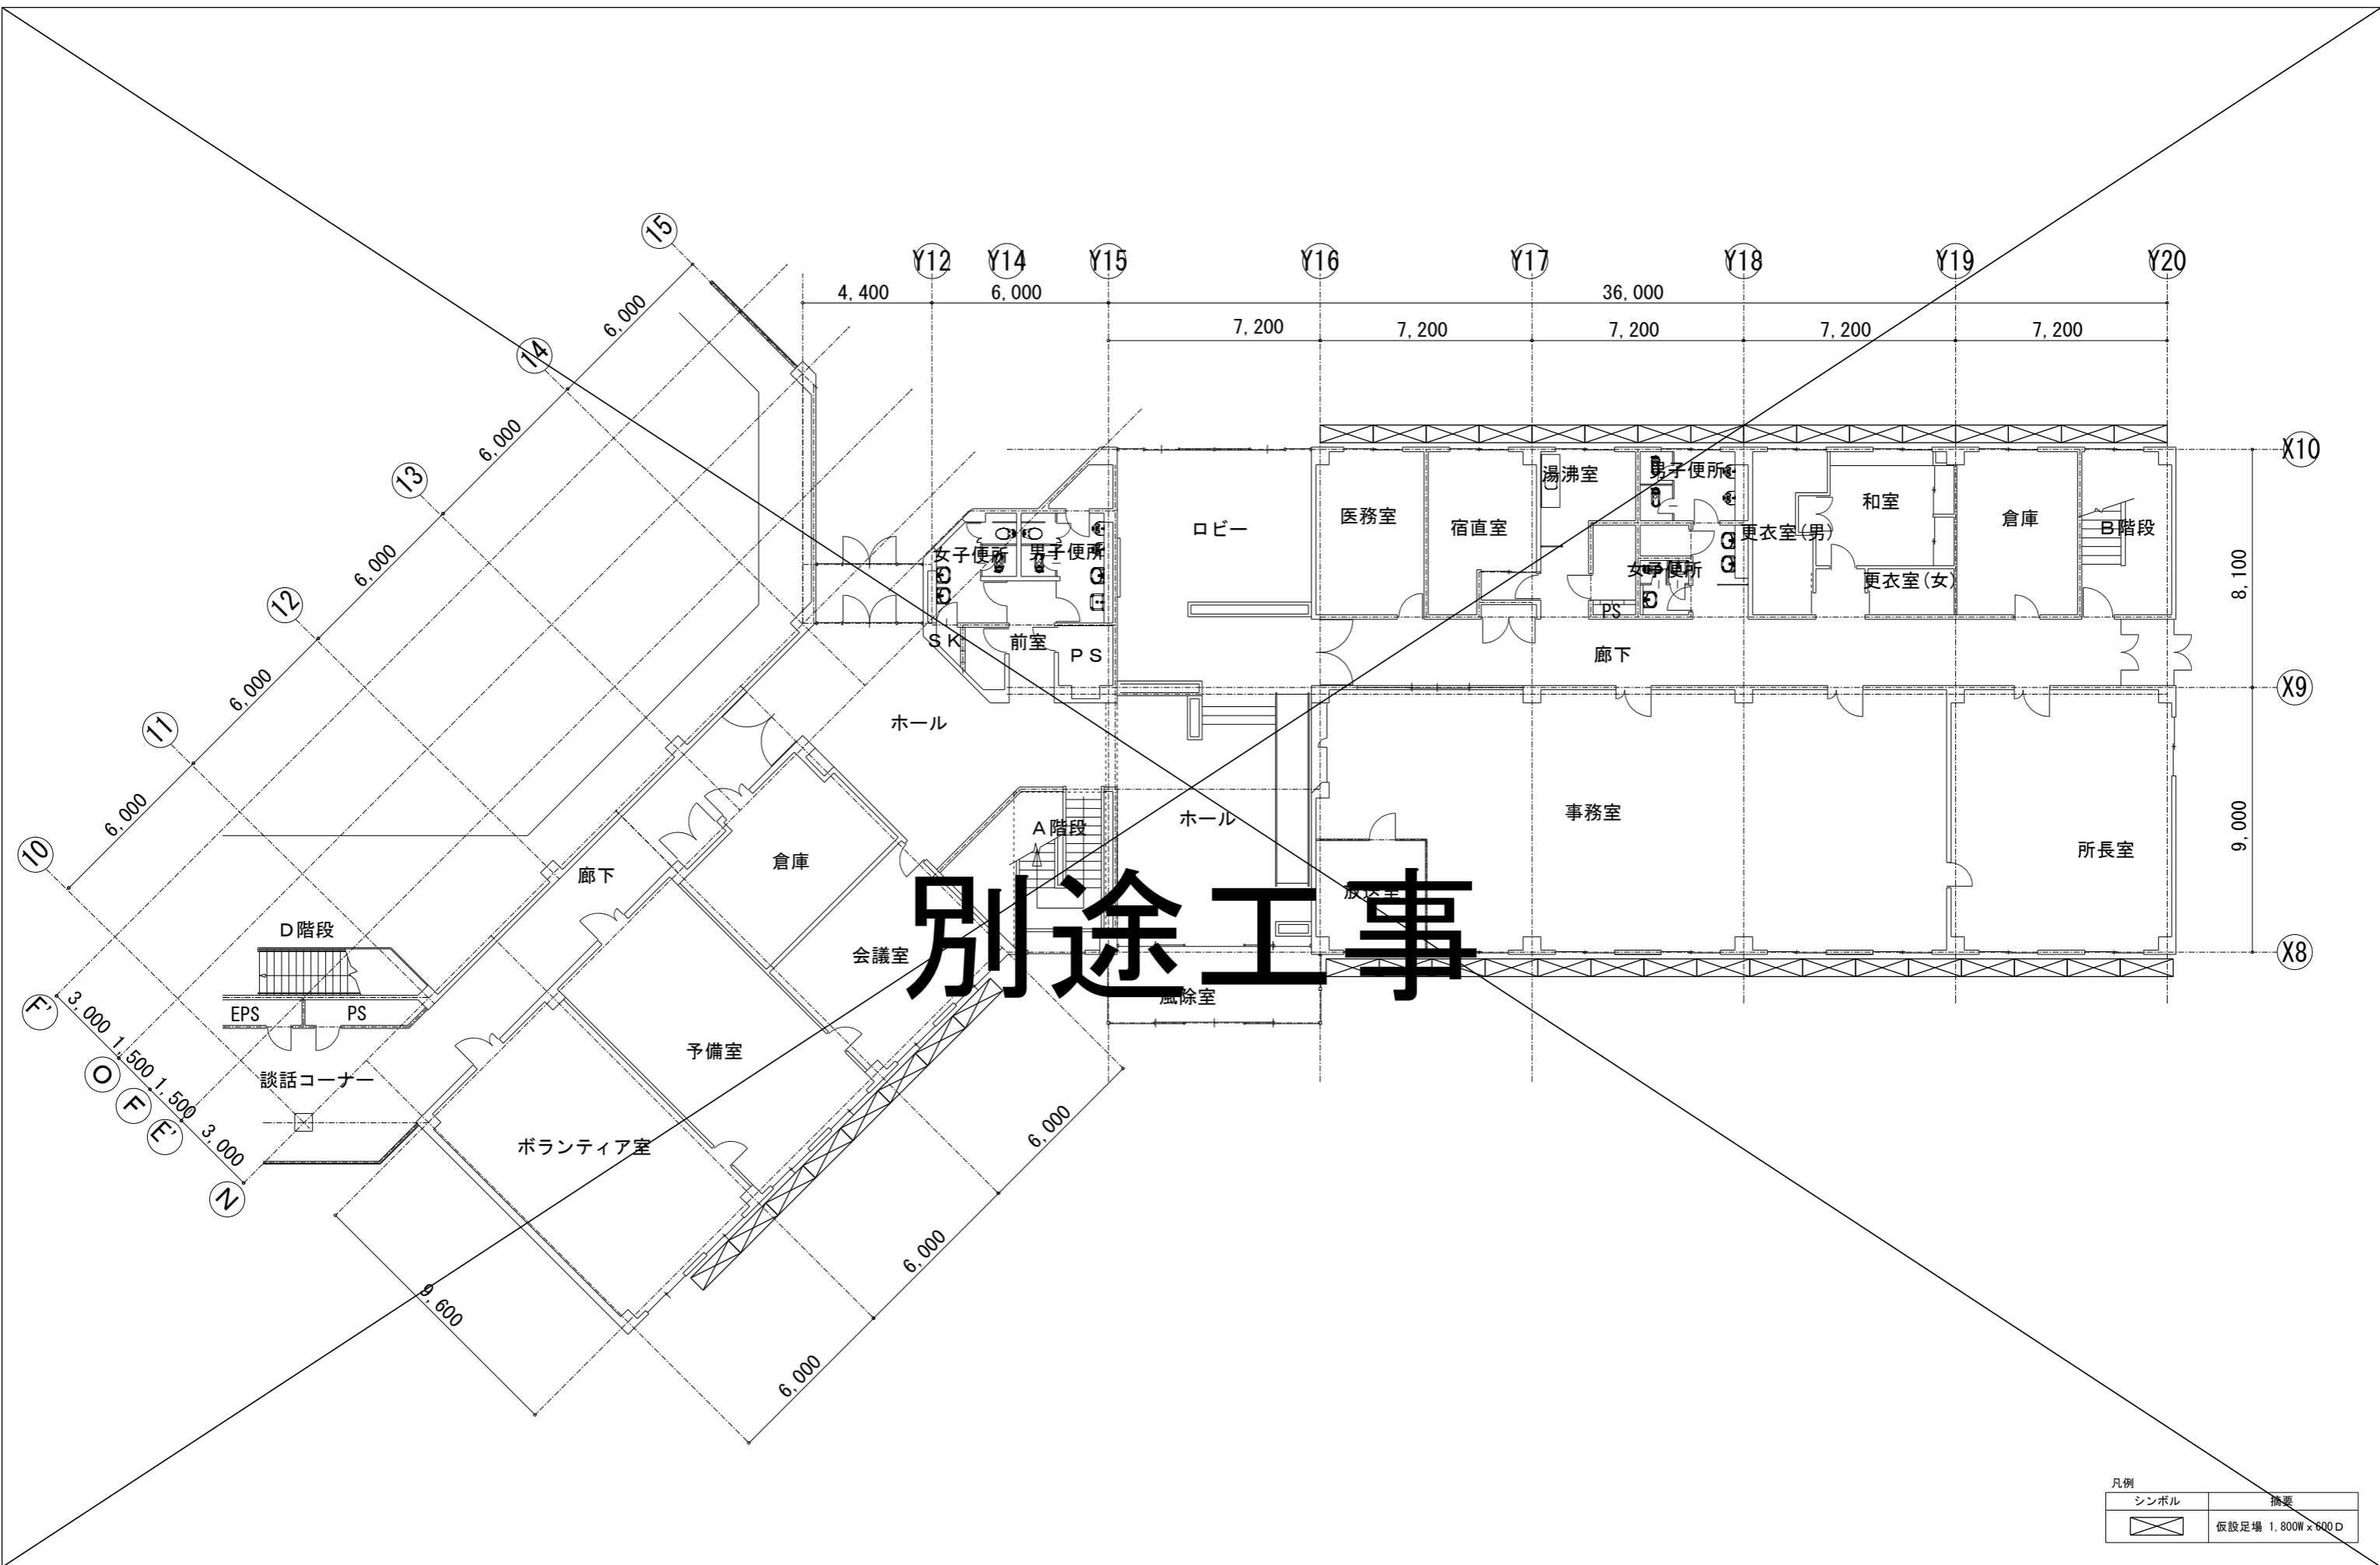 15
Y12
Y14
Y15
Y16
Y17
Y18
Y19
Y20
4,400
6,000
36,000
7,200
7,200
7,200
7,200
7,200
6,000
14
6,000
13
6,000
12
6,000
11
6,000
10
X10
8,100
X9
9,000
X8
ロビー
医務室
宿直室
湯沸室
男子便所
女子便所
PS
更衣室(男)
和室
更衣室(女)
倉庫
B階段
女子便所
男子便所
SK
前室
PS
廊下
ホール
A階段
ホール
事務室
所長室
倉庫
廊下
会議室
別途工事
風除室
D階段
EPS
PS
談話コーナー
予備室
ボランティア室
F'
3,000
O
1,500
F
1,500
E'
3,000
N
9,600
6,000
6,000
6,000
凡例
シンボル
摘要
仮設足場 1,800W x 600D